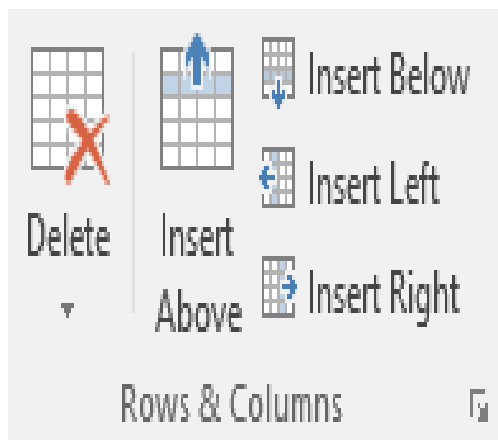 Delete
Insert
Above
Insert Below
Insert Left
Insert Right
Rows & Columns